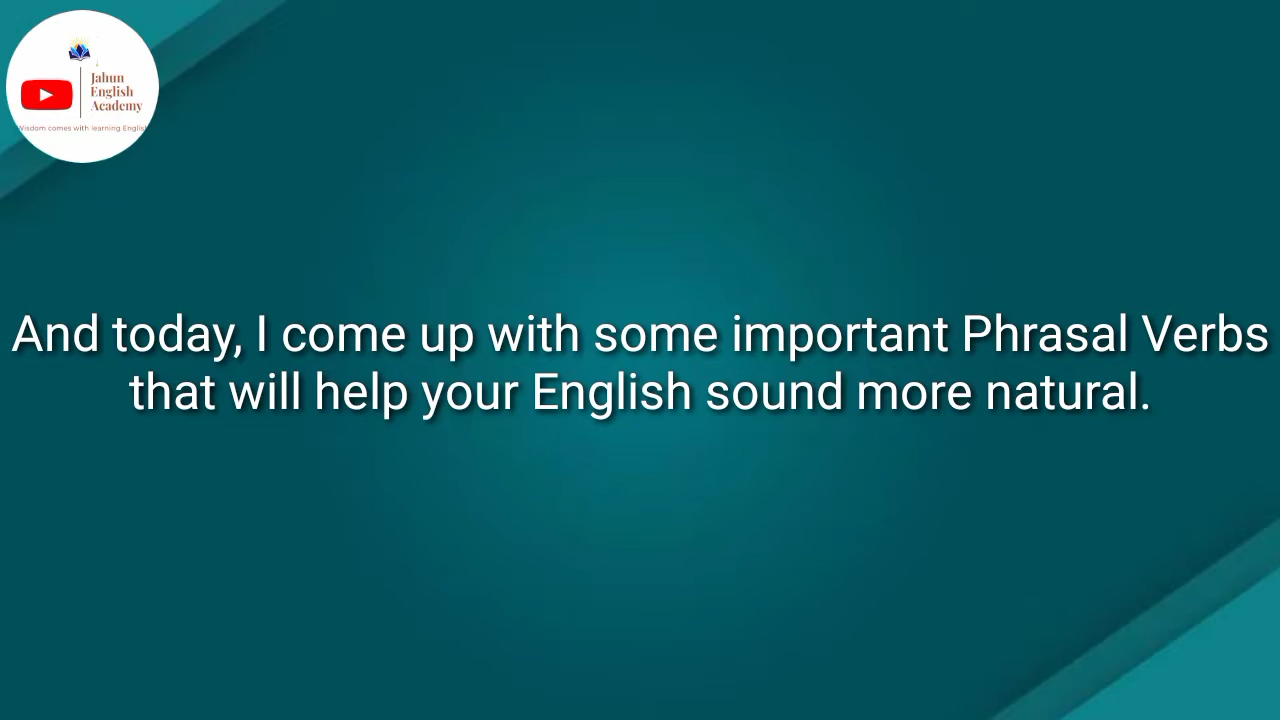 Jahun
English
Academy
Wisdom comes with learning English
And today, I come up with some important Phrasal Verbs
that will help your English sound more natural.